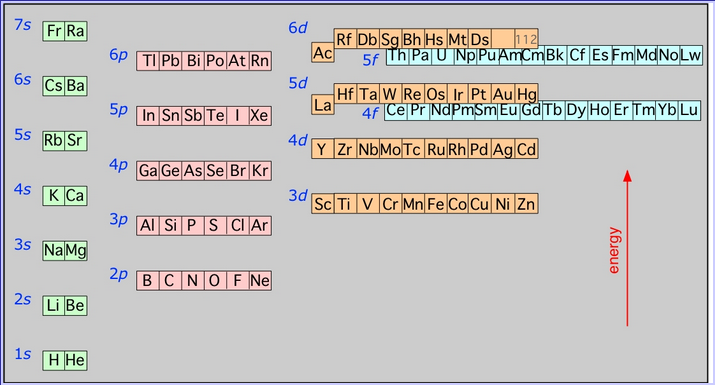 7s Fr Ra
6s Cs Ba
5s Rb Sr
4s K Ca
3s Na Mg
2s Li Be
1s H He
6p Tl Pb Bi Po At Rn
5p In Sn Sb Te I Xe
4p Ga Ge As Se Br Kr
3p Al Si P S Cl Ar
2p B C N O F Ne
6d Ac Rf Db Sg Bh Hs Mt Ds 112
5f Th Pa U Np Pu Am Cm Bk Cf Es Fm Md No Lw
5d La Hf Ta W Re Os Ir Pt Au Hg
4f Ce Pr Nd Pm Sm Eu Gd Tb Dy Ho Er Tm Yb Lu
4d Y Zr Nb Mo Tc Ru Rh Pd Ag Cd
3d Sc Ti V Cr Mn Fe Co Cu Ni Zn
energy